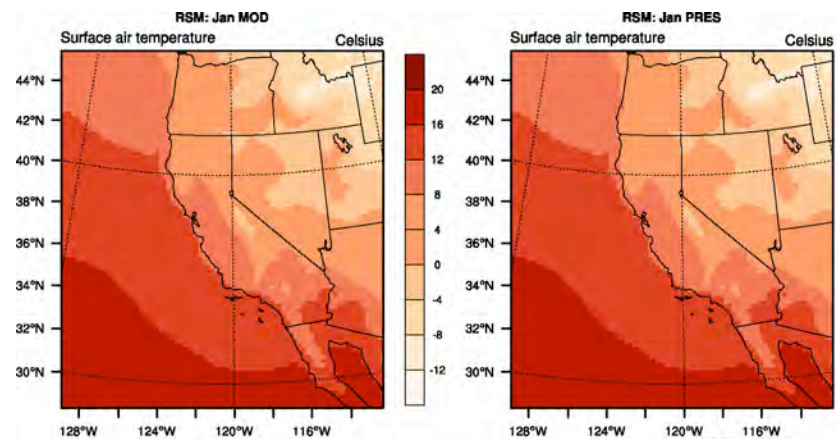 RSM: Jan MOD
Surface air temperature Celsius
44°N
42°N
40°N
38°N
36°N
34°N
32°N
30°N
128°W 124°W 120°W 116°W
20
16
12
8
4
0
-4
-8
-12
RSM: Jan PRES
Surface air temperature Celsius
44°N
42°N
40°N
38°N
36°N
34°N
32°N
30°N
128°W 124°W 120°W 116°W